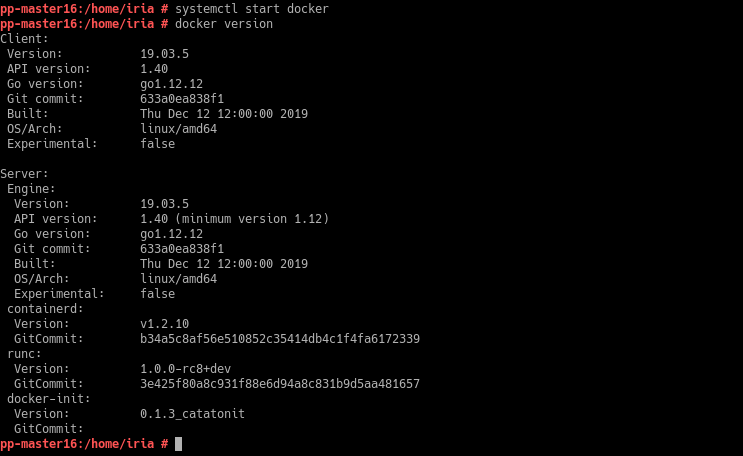 pp-master16:/home/iria # systemctl start docker
pp-master16:/home/iria # docker version
Client:
 Version:           19.03.5
 API version:       1.40
 Go version:        go1.12.12
 Git commit:        633a0ea838f1
 Built:             Thu Dec 12 12:00:00 2019
 OS/Arch:           linux/amd64
 Experimental:      false

Server:
 Engine:
  Version:          19.03.5
  API version:      1.40 (minimum version 1.12)
  Go version:       go1.12.12
  Git commit:       633a0ea838f1
  Built:            Thu Dec 12 12:00:00 2019
  OS/Arch:          linux/amd64
  Experimental:     false
 containerd:
  Version:          v1.2.10
  GitCommit:        b34a5c8af56e510852c35414db4c1f4fa6172339
 runc:
  Version:          1.0.0-rc8+dev
  GitCommit:        3e425f80a8c931f88e6d94a8c831b9d5aa481657
 docker-init:
  Version:          0.1.3_catatonit
  GitCommit:
pp-master16:/home/iria #